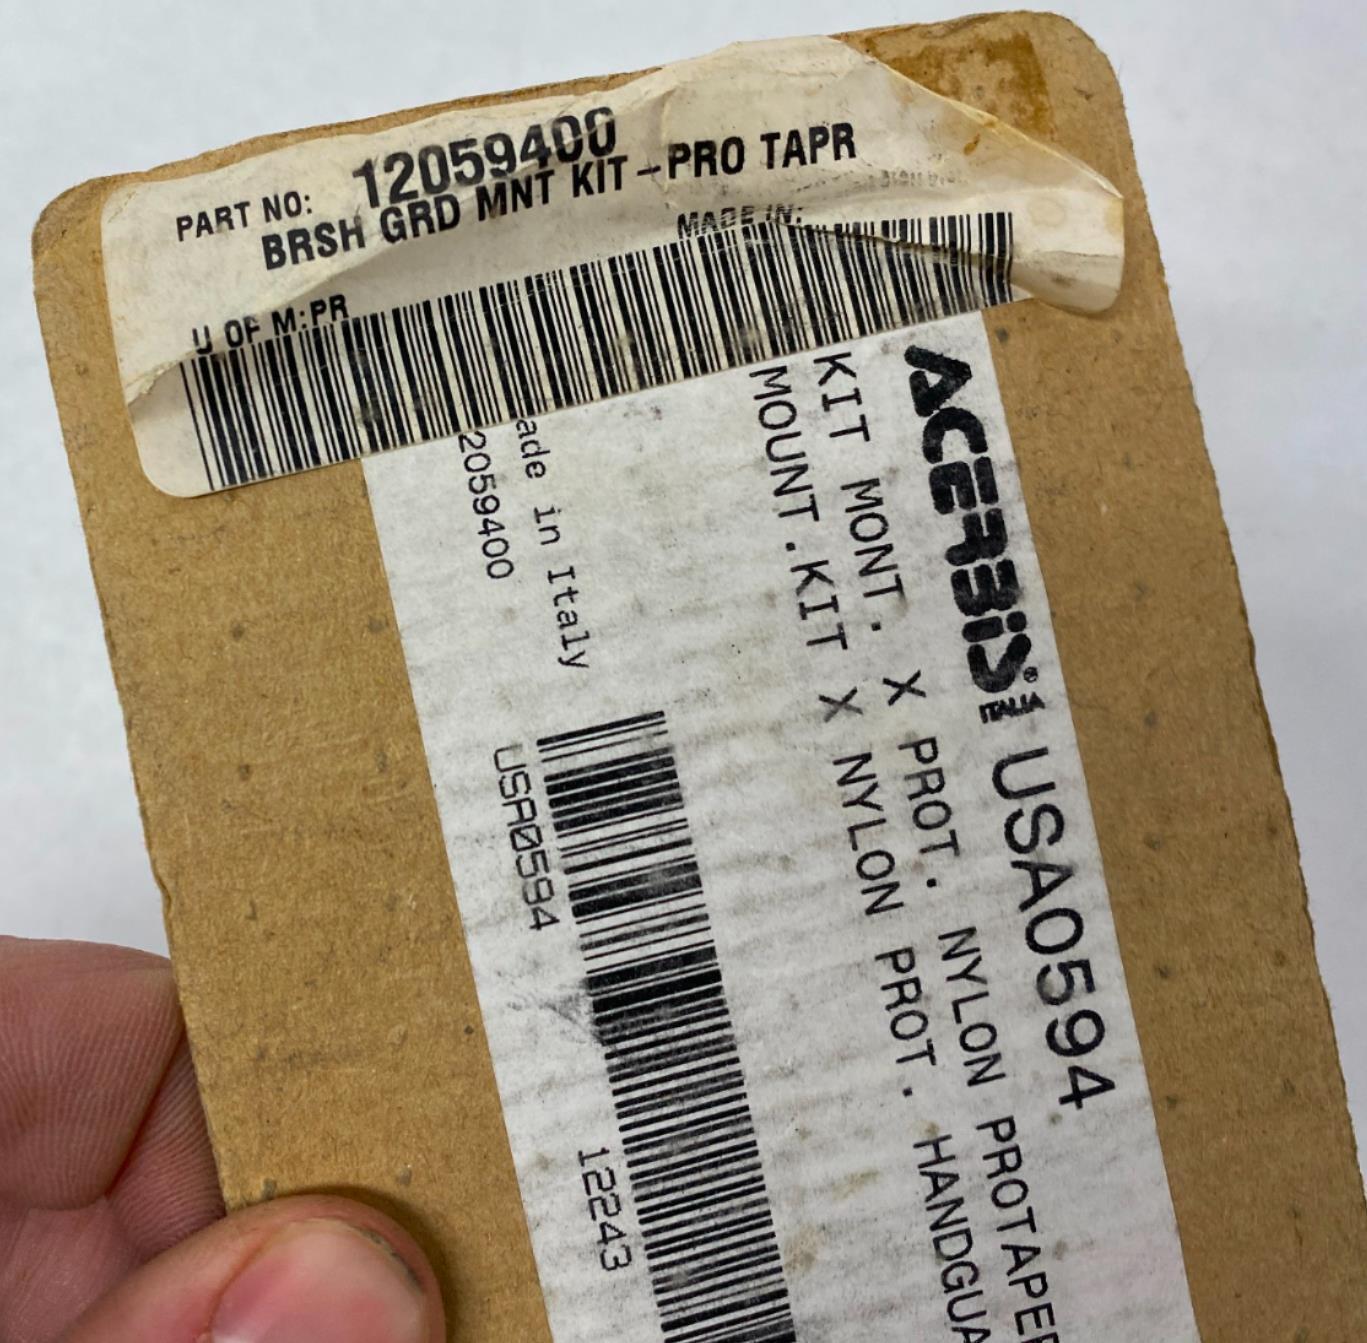 PART NO: 12059400
BRSH GRD MNT KIT-PRO TAPR
MADE IN:
U OF M:PR
ACERBIS® ITALIA USA0594
KIT MONT. X PROT. NYLON PROTAPER
MOUNT.KIT X NYLON PROT. HANDGUA
ade in Italy
2059400
USA0594
12243